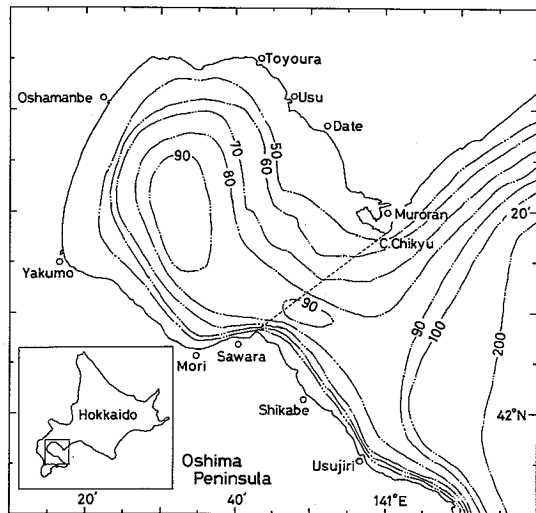 Toyoura
Oshamanbe
Usu
Date
50
60
70
80
90
Muroran
20'
C.Chikyu
Yakumo
90
90
100
200
Mori
Sawara
Shikabe
42°N
Hokkaido
Oshima
Peninsula
Usujiri
20'
40'
141°E